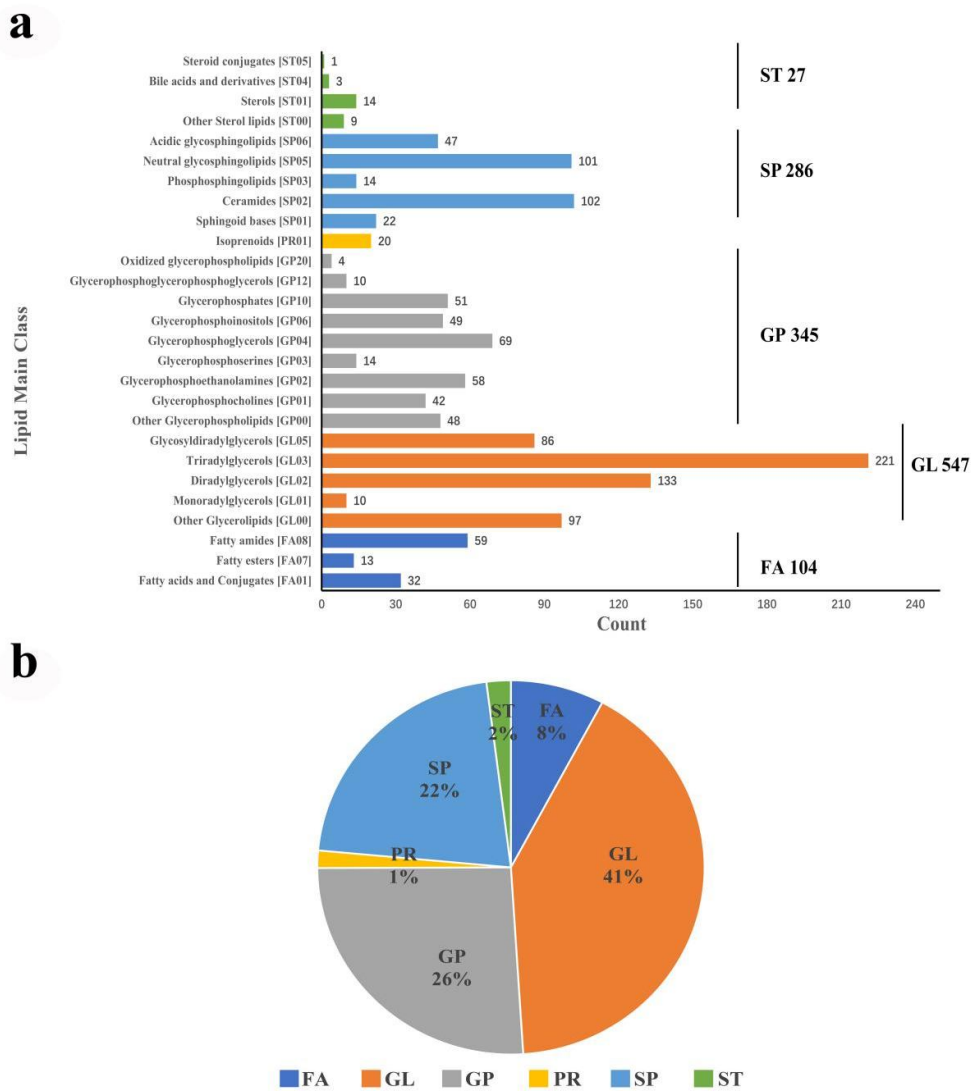 a
Steroid conjugates [ST05] 1
Bile acids and derivatives [ST04] 3
Sterols [ST01] 14
Other Sterol lipids [ST00] 9
ST 27
Acidic glycosphingolipids [SP06] 47
Neutral glycosphingolipids [SP05] 101
Phosphosphingolipids [SP03] 14
Ceramides [SP02] 102
Sphingoid bases [SP01] 22
SP 286
Isoprenoids [PR01] 20
Oxidized glycerophospholipids [GP20] 4
Glycerophosphoglycerophosphoglycerols [GP12] 10
Glycerophosphates [GP10] 51
Glycerophosphoinositols [GP06] 49
Glycerophosphoglycerols [GP04] 69
Glycerophosphoserines [GP03] 14
Glycerophosphoethanolamines [GP02] 58
Glycerophosphocholines [GP01] 42
Other Glycerophospholipids [GP00] 48
GP 345
Glycosyldiradylglycerols [GL05] 86
Triradylglycerols [GL03] 221
Diradylglycerols [GL02] 133
Monoradylglycerols [GL01] 10
Other Glycerolipids [GL00] 97
GL 547
Fatty amides [FA08] 59
Fatty esters [FA07] 13
Fatty acids and Conjugates [FA01] 32
FA 104
0 30 60 90 120 150 180 210 240
Count
Lipid Main Class
b
ST
2%
FA
8%
SP
22%
GL
41%
PR
1%
GP
26%
FA GL GP PR SP ST